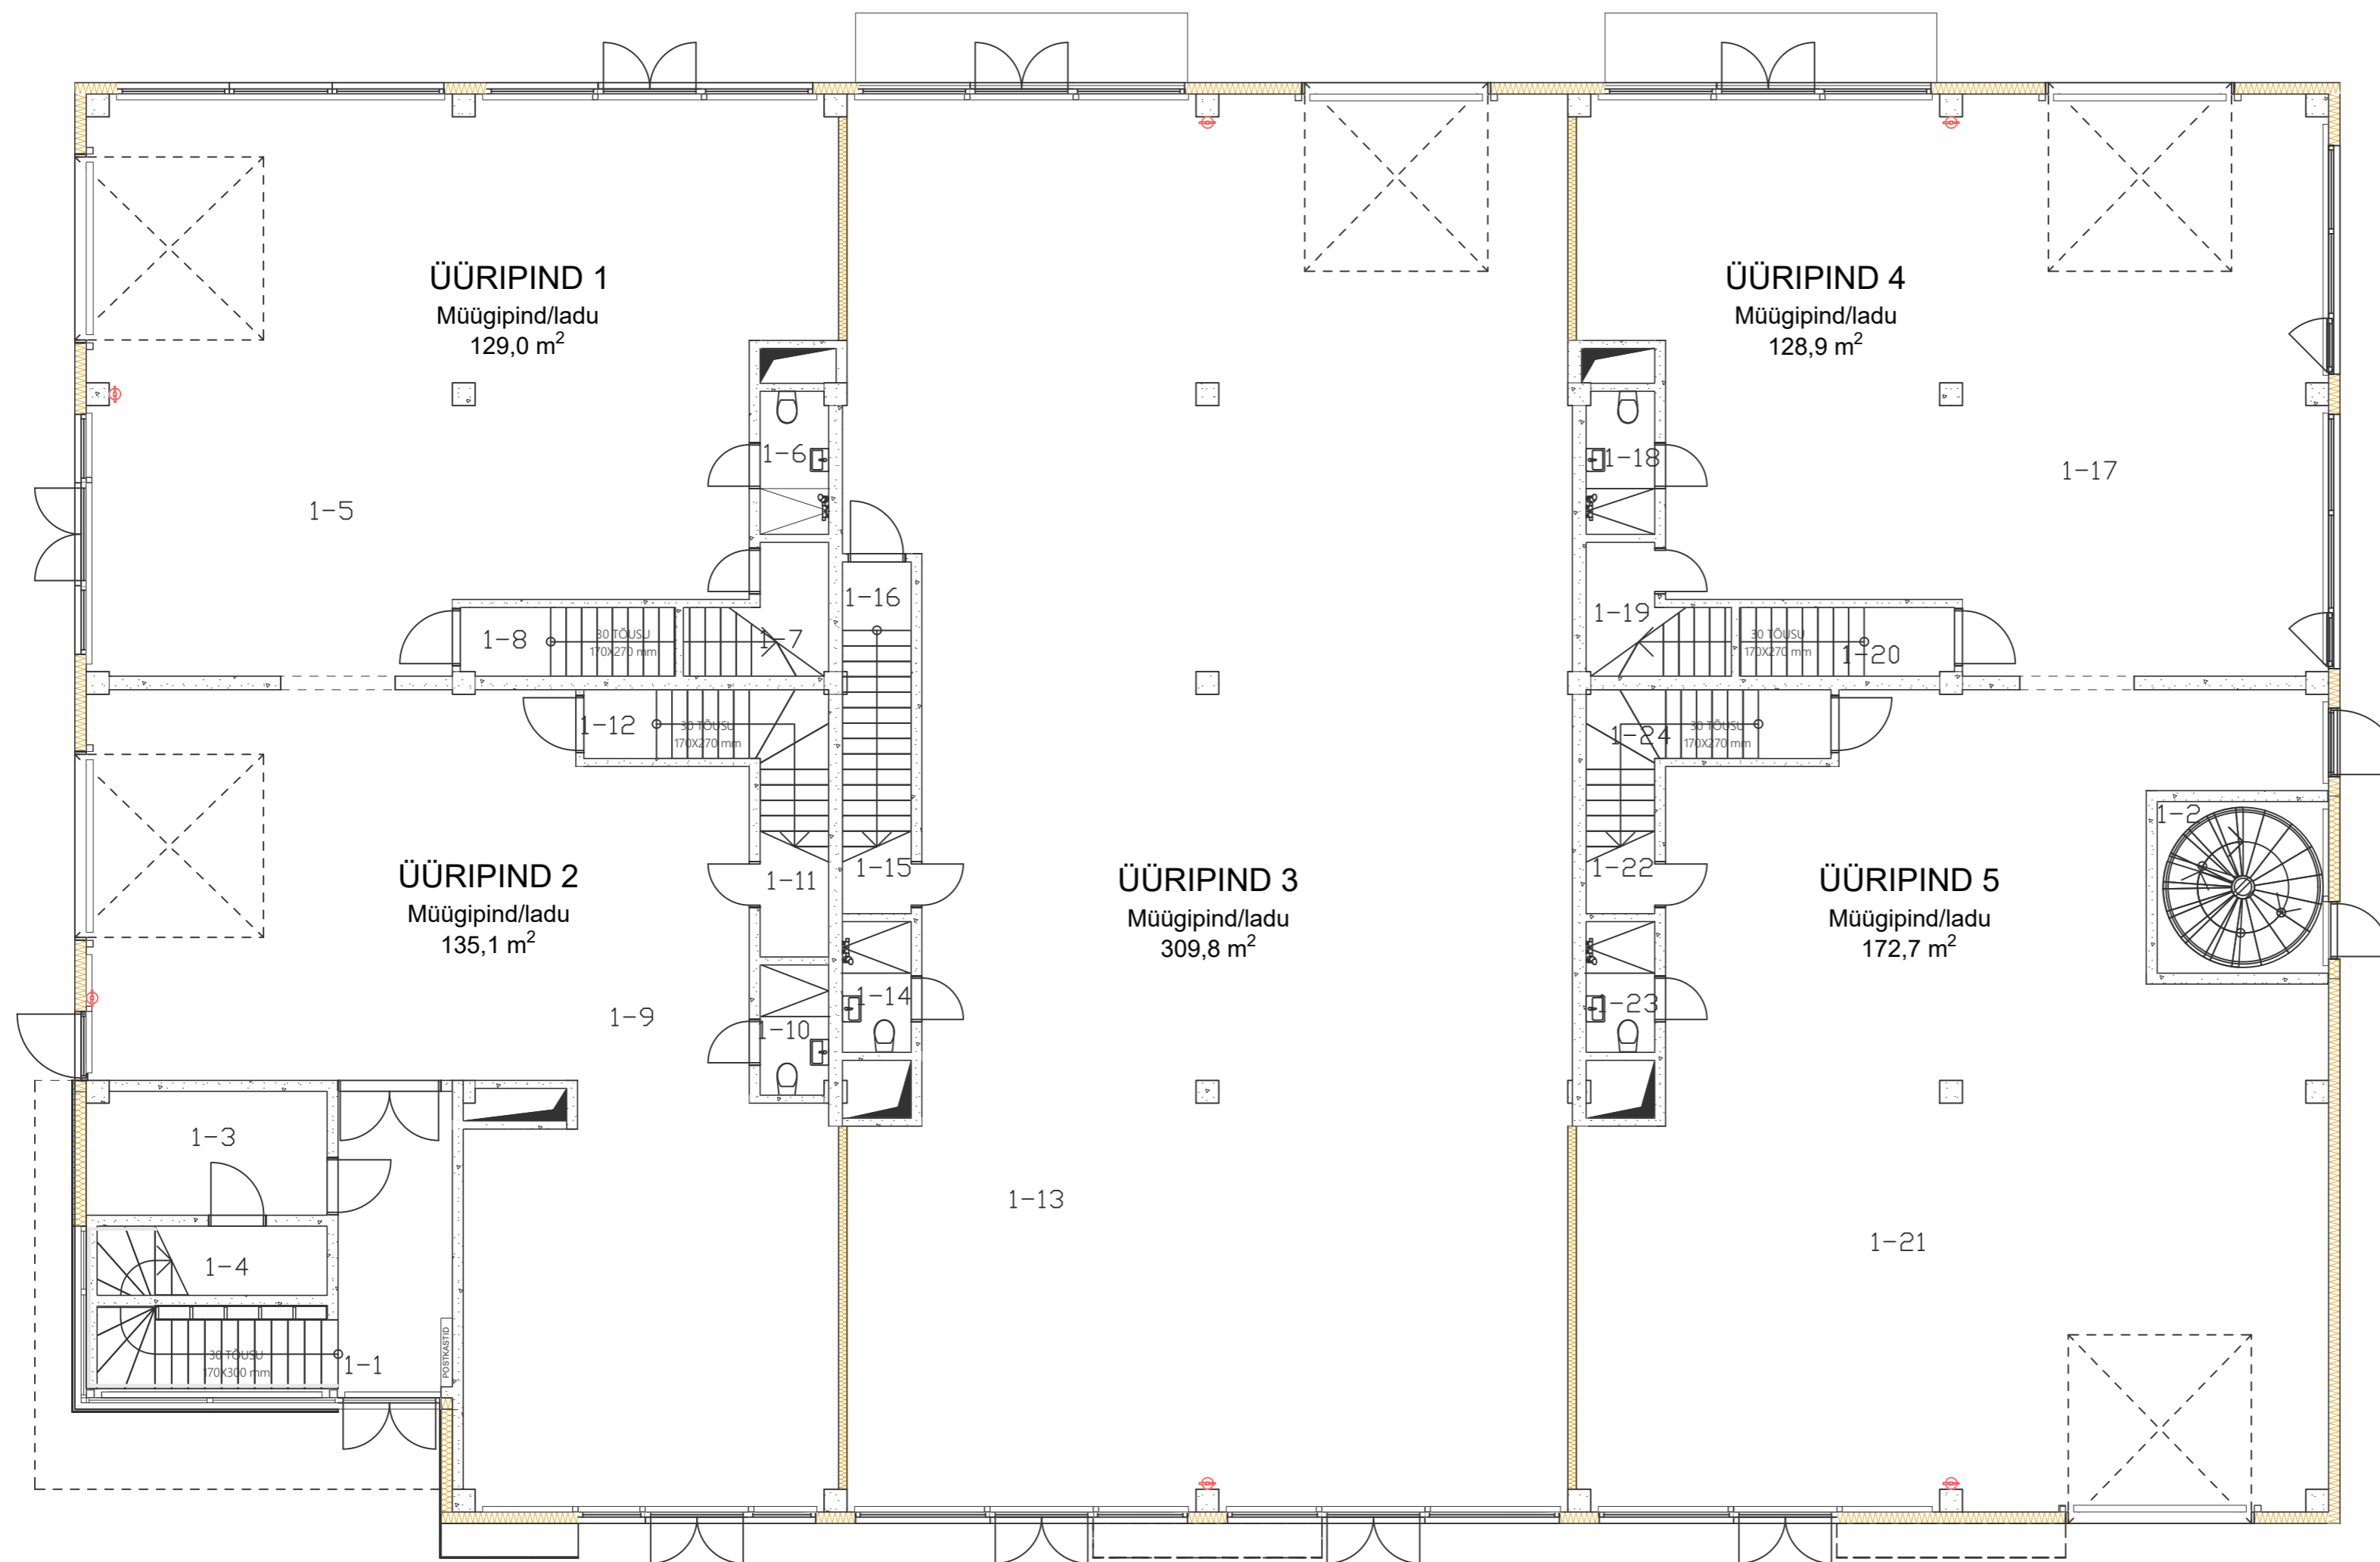 ÜÜRIPIND 1
Müügipind/ladu
129,0 m²
ÜÜRIPIND 4
Müügipind/ladu
128,9 m²
1-6
1-18
1-17
1-5
1-16
1-8
30 TÕUSU
170X270 mm
1-7
1-19
30 TÕUSU
170X270 mm
1-20
1-12
30 TÕUSU
170X270 mm
1-24
30 TÕUSU
170X270 mm
1-2
ÜÜRIPIND 2
Müügipind/ladu
135,1 m²
1-11
1-15
ÜÜRIPIND 3
Müügipind/ladu
309,8 m²
1-22
ÜÜRIPIND 5
Müügipind/ladu
172,7 m²
1-9
1-10
1-14
1-23
1-3
1-13
1-21
1-4
30 TÕUSU
170X300 mm
1-1
POSTKASTID